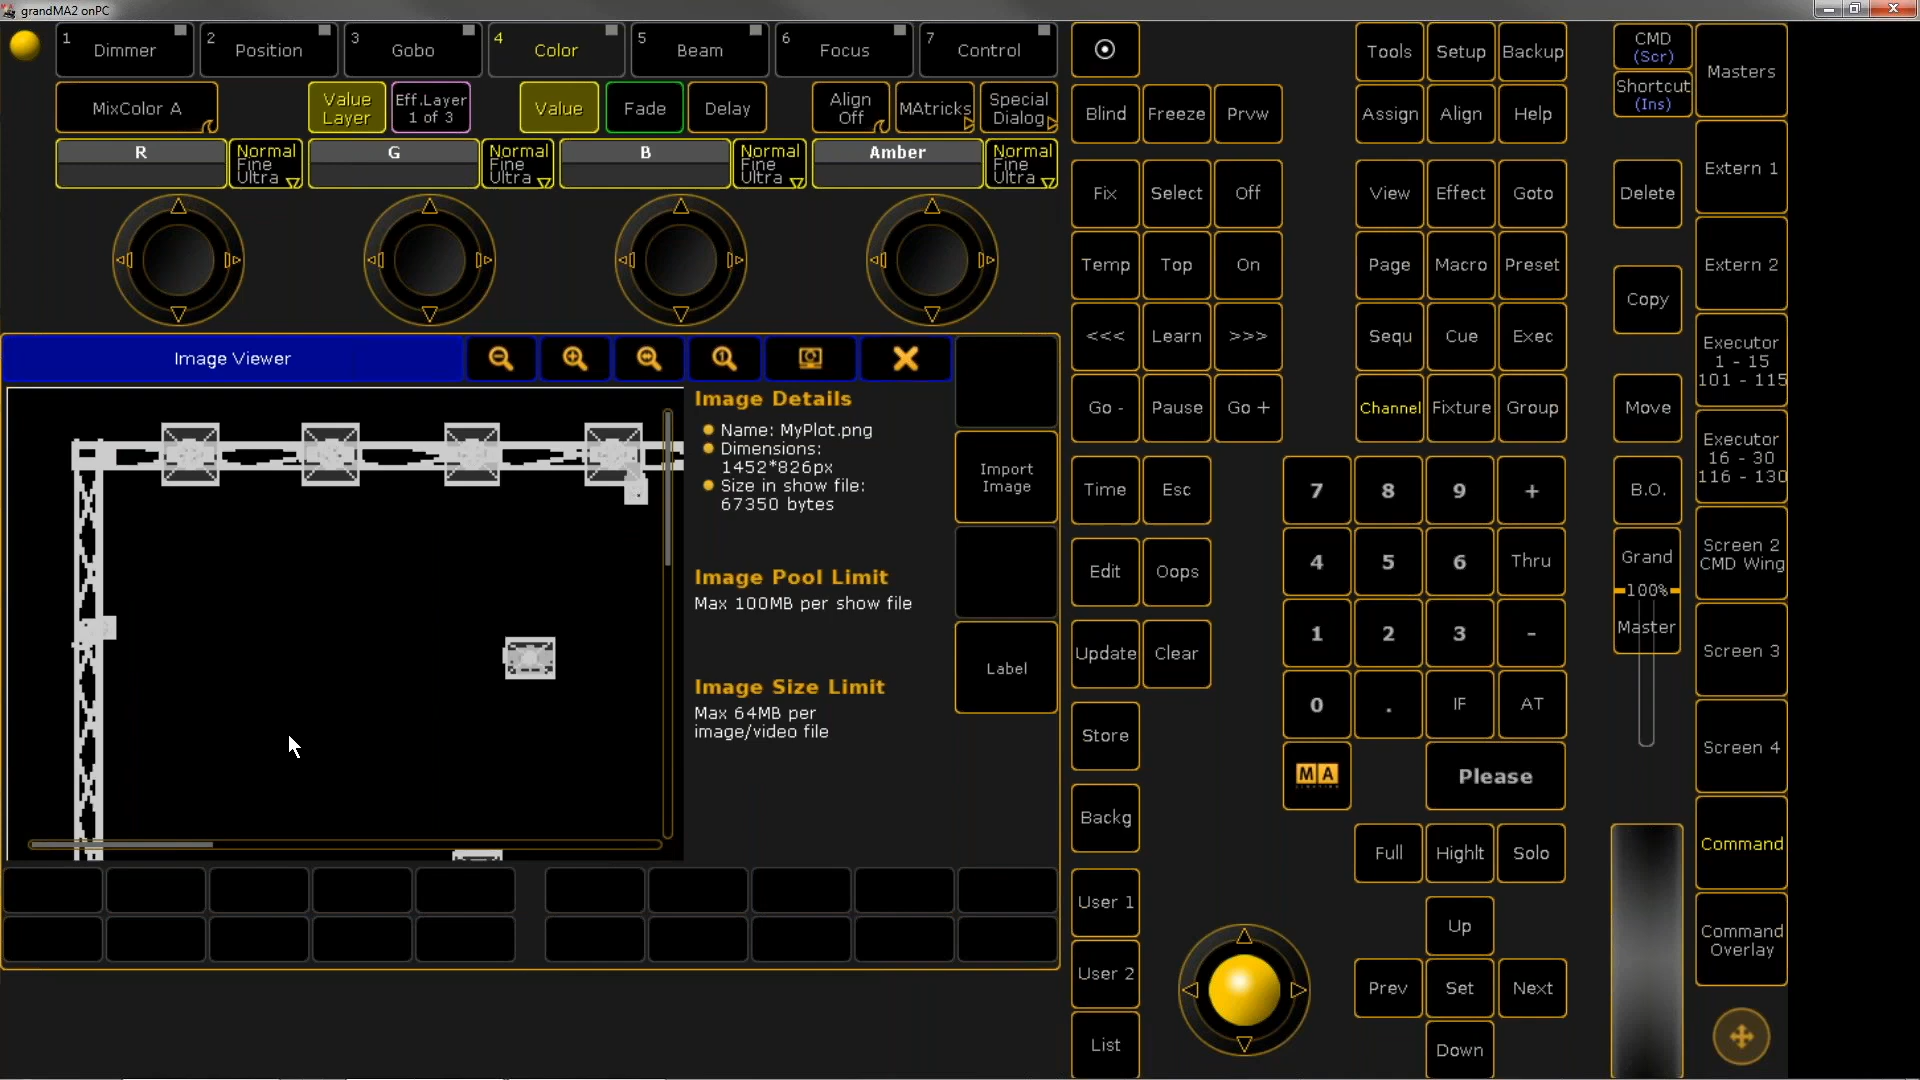 grandMA2 onPC
1 Dimmer
2 Position
3 Gobo
4 Color
5 Beam
6 Focus
7 Control
MixColor A
Value
Layer
Eff.Layer
1 of 3
Value
Fade
Delay
Align
Off
MAtricks
Special
Dialog
R
Normal
Fine
Ultra
G
Normal
Fine
Ultra
B
Normal
Fine
Ultra
Amber
Normal
Fine
Ultra
Image Viewer
Image Details
Name: MyPlot.png
Dimensions:
1452*826px
Size in show file:
67350 bytes
Image Pool Limit
Max 100MB per show file
Image Size Limit
Max 64MB per
image/video file
Import
Image
Label
Blind
Freeze
Prvw
Fix
Select
Off
Temp
Top
On
<<<
Learn
>>>
Go -
Pause
Go +
Time
Esc
Edit
Oops
Update
Clear
Store
Backg
User 1
User 2
List
Tools
Setup
Backup
Assign
Align
Help
View
Effect
Goto
Page
Macro
Preset
Sequ
Cue
Exec
Channel
Fixture
Group
7
8
9
+
4
5
6
Thru
1
2
3
-
0
.
IF
AT
MA
Please
Full
Highlt
Solo
Up
Prev
Set
Next
Down
CMD
(Scr)
Shortcut
(Ins)
Delete
Copy
Move
B.O.
Grand
100%
Master
Masters
Extern 1
Extern 2
Executor
1 - 15
101 - 115
Executor
16 - 30
116 - 130
Screen 2
CMD Wing
Screen 3
Screen 4
Command
Command
Overlay